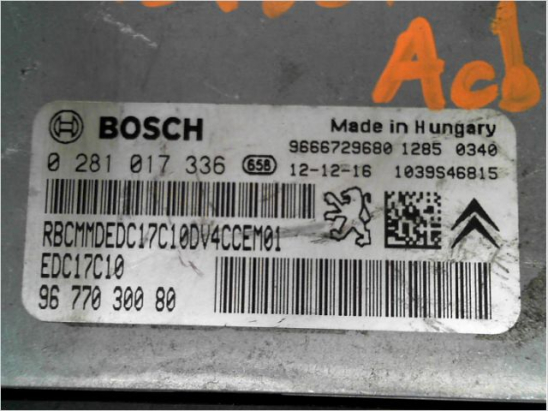 Acd
BOSCH
Made in Hungary
9666729680 1285 0340
0 281 017 336 658 12-12-16 1039S46815
RBCMMDEDC17C10DV4CCEM01
EDC17C10
96 770 300 80